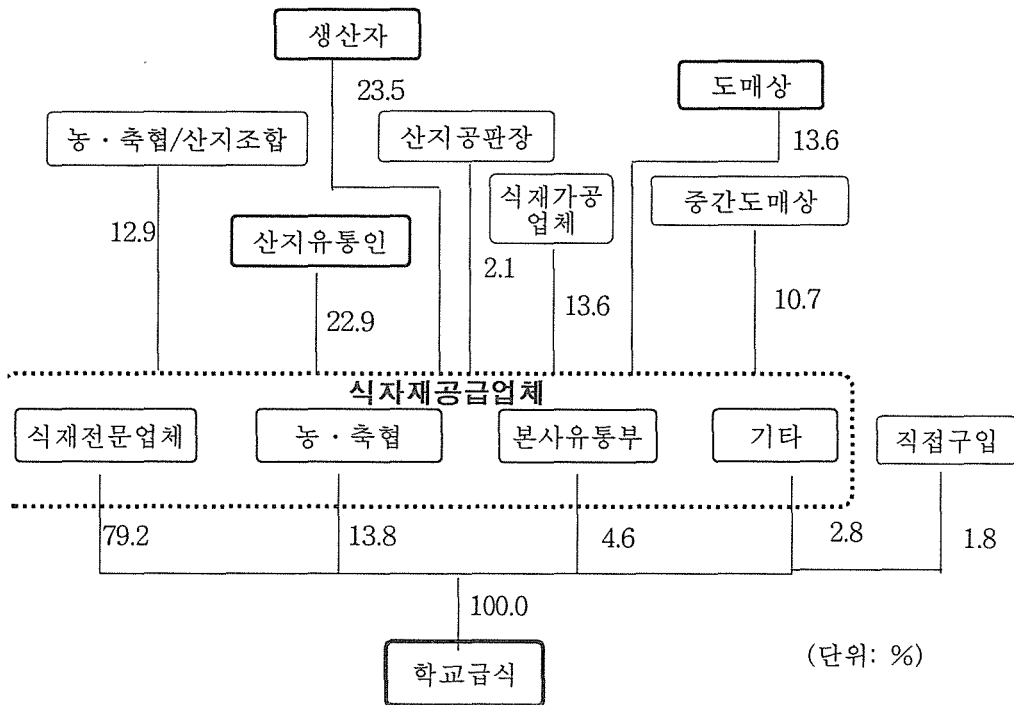 생산자
23.5
도매상
13.6
농 · 축협/산지조합
산지공판장
12.9
식재가공
업체
중간도매상
산지유통인
2.1
22.9
13.6
10.7
식자재공급업체
식재전문업체
농 · 축협
본사유통부
기타
직접구입
79.2
13.8
4.6
2.8
1.8
100.0
학교급식
(단위: %)